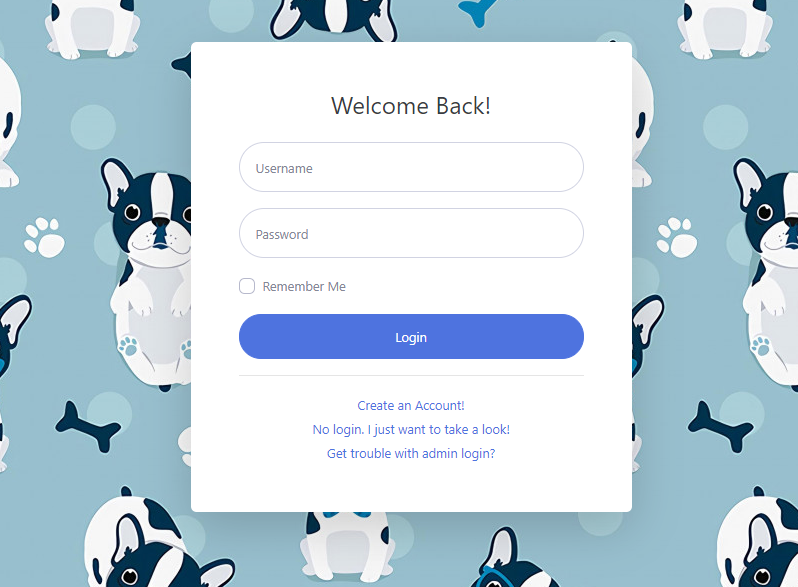 Welcome Back!
Username
Password
Remember Me
Login
Create an Account!
No login. I just want to take a look!
Get trouble with admin login?